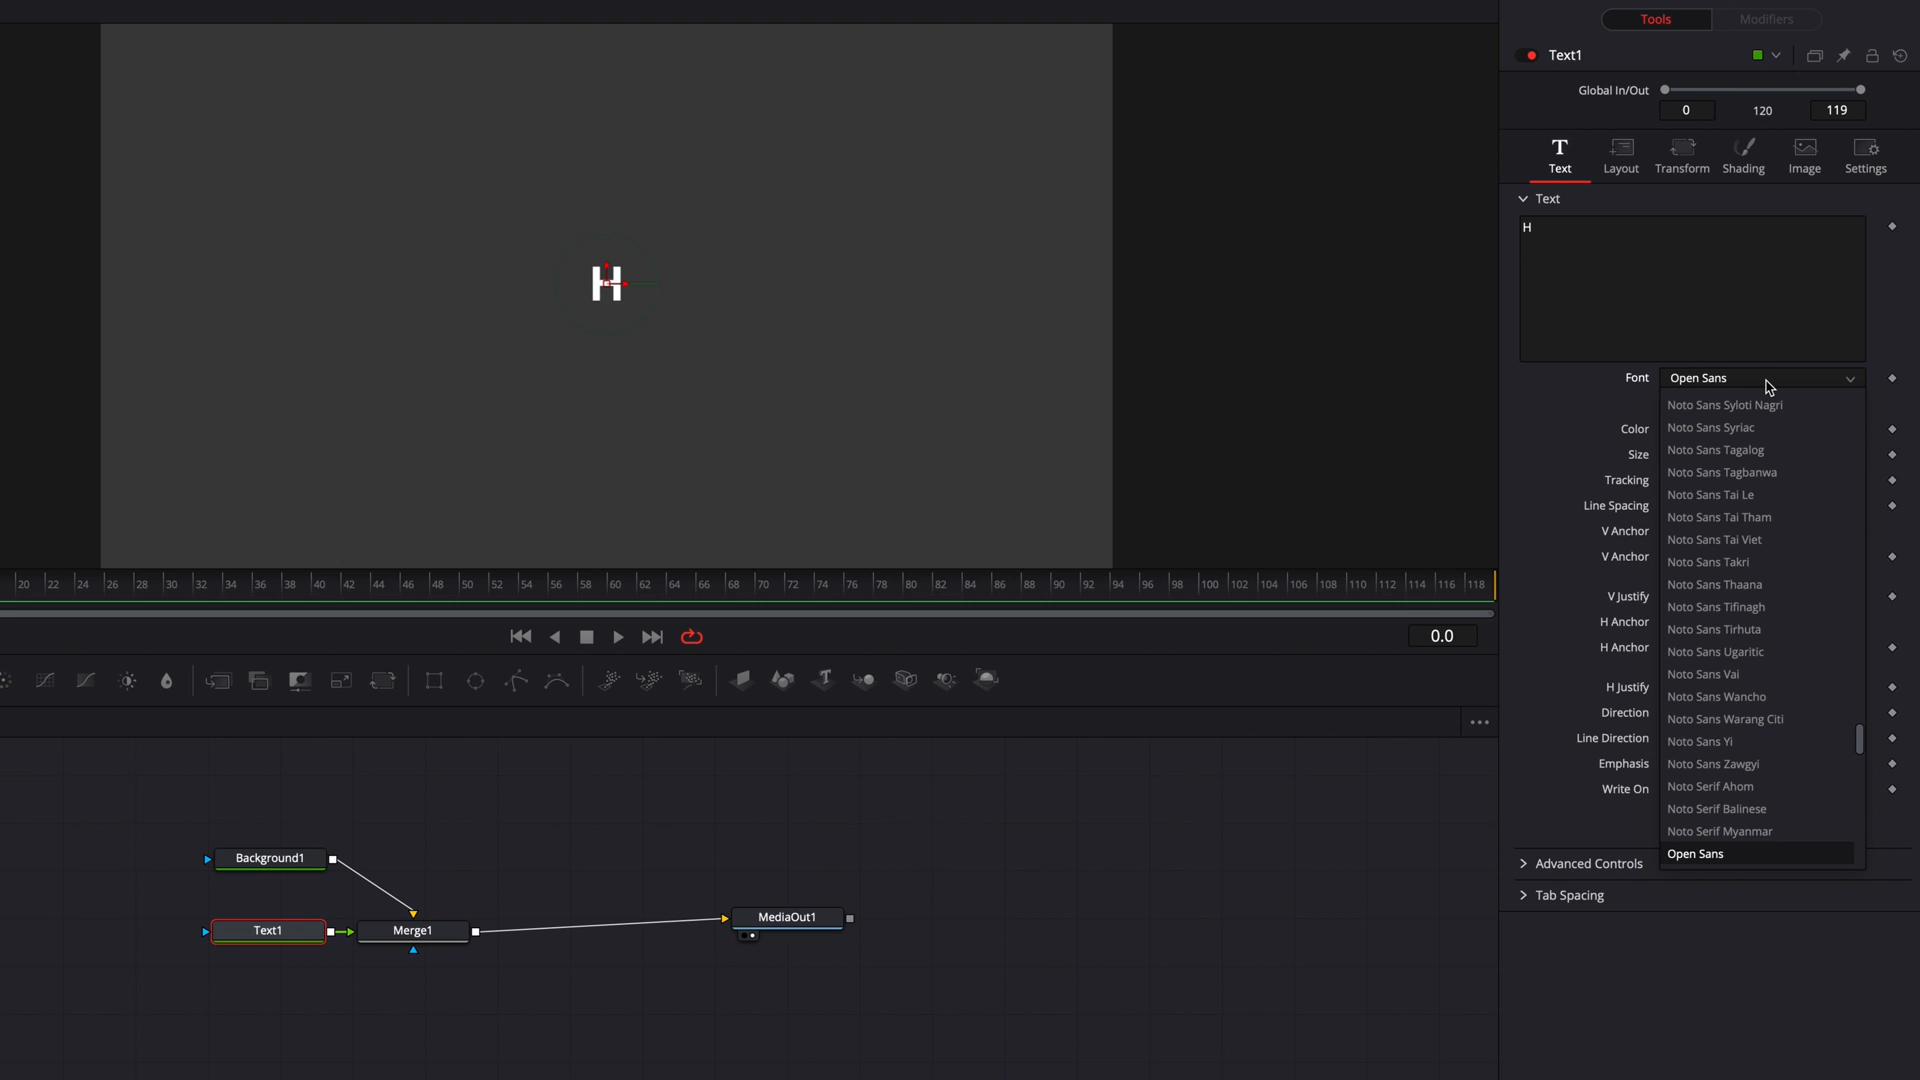 Tools Modifiers
Text1
Global In/Out
0 120 119
Text Layout Transform Shading Image Settings
Text
H
H
Font Open Sans
Noto Sans Syloti Nagri
Color Noto Sans Syriac
Size Noto Sans Tagalog
Noto Sans Tagbanwa
Tracking Noto Sans Tai Le
Line Spacing Noto Sans Tai Tham
V Anchor Noto Sans Tai Viet
V Anchor Noto Sans Takri
Noto Sans Thaana
V Justify Noto Sans Tifinagh
H Anchor Noto Sans Tirhuta
H Anchor Noto Sans Ugaritic
Noto Sans Vai
H Justify Noto Sans Wancho
Direction Noto Sans Warang Citi
Line Direction Noto Sans Yi
Emphasis Noto Sans Zawgyi
Write On Noto Serif Ahom
Noto Serif Balinese
Noto Serif Myanmar
Open Sans
Advanced Controls
Tab Spacing
20 22 24 26 28 30 32 34 36 38 40 42 44 46 48 50 52 54 56 58 60 62 64 66 68 70 72 74 76 78 80 82 84 86 88 90 92 94 96 98 100 102 104 106 108 110 112 114 116 118
0.0
Background1
Text1 Merge1 MediaOut1